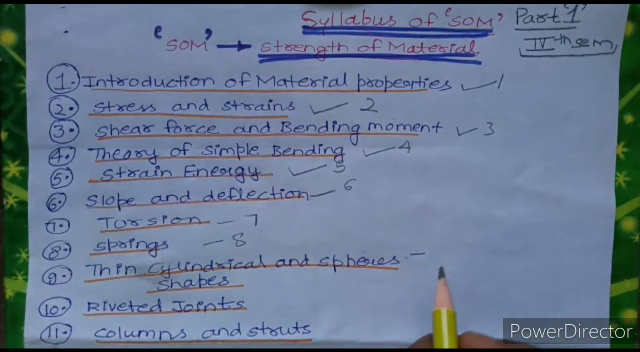 Syllabus of 'SOM' Part '1'
'SOM' → Strength of Material IVth sem
1. Introduction of Material properties ✓ 1
2. Stress and strains ✓ 2
3. Shear force and Bending moment ✓ 3
4. Theory of simple Bending ✓ 4
5. Strain Energy ✓ 5
6. Slope and deflection – 6
7. Torsion – 7
8. Springs – 8
9. Thin cylindrical and spheres –
shapes
10. Riveted Joints
11. Columns and struts
PowerDirector